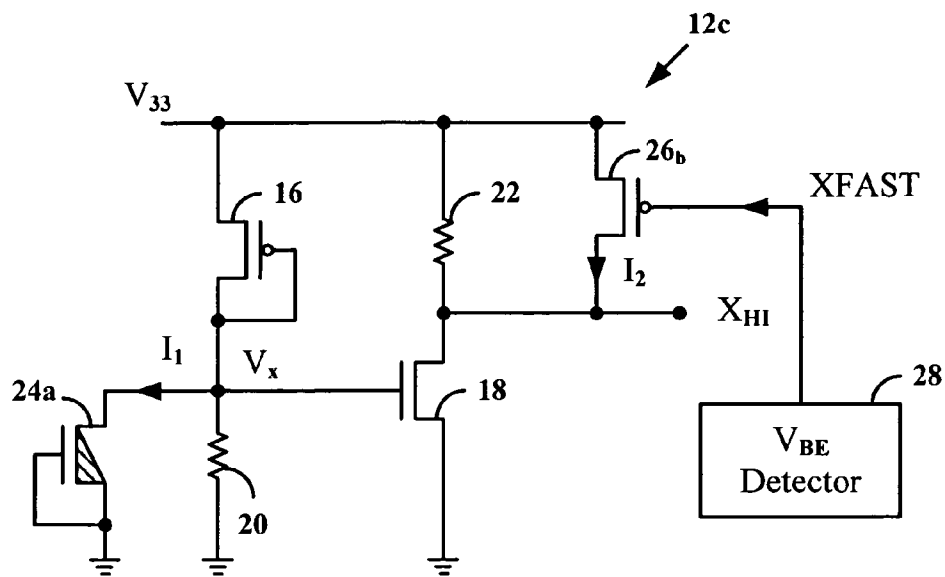 12c
V33
26b
16
22
XFAST
I2
XHI
I1
Vx
24a
18
28
VBE
Detector
20